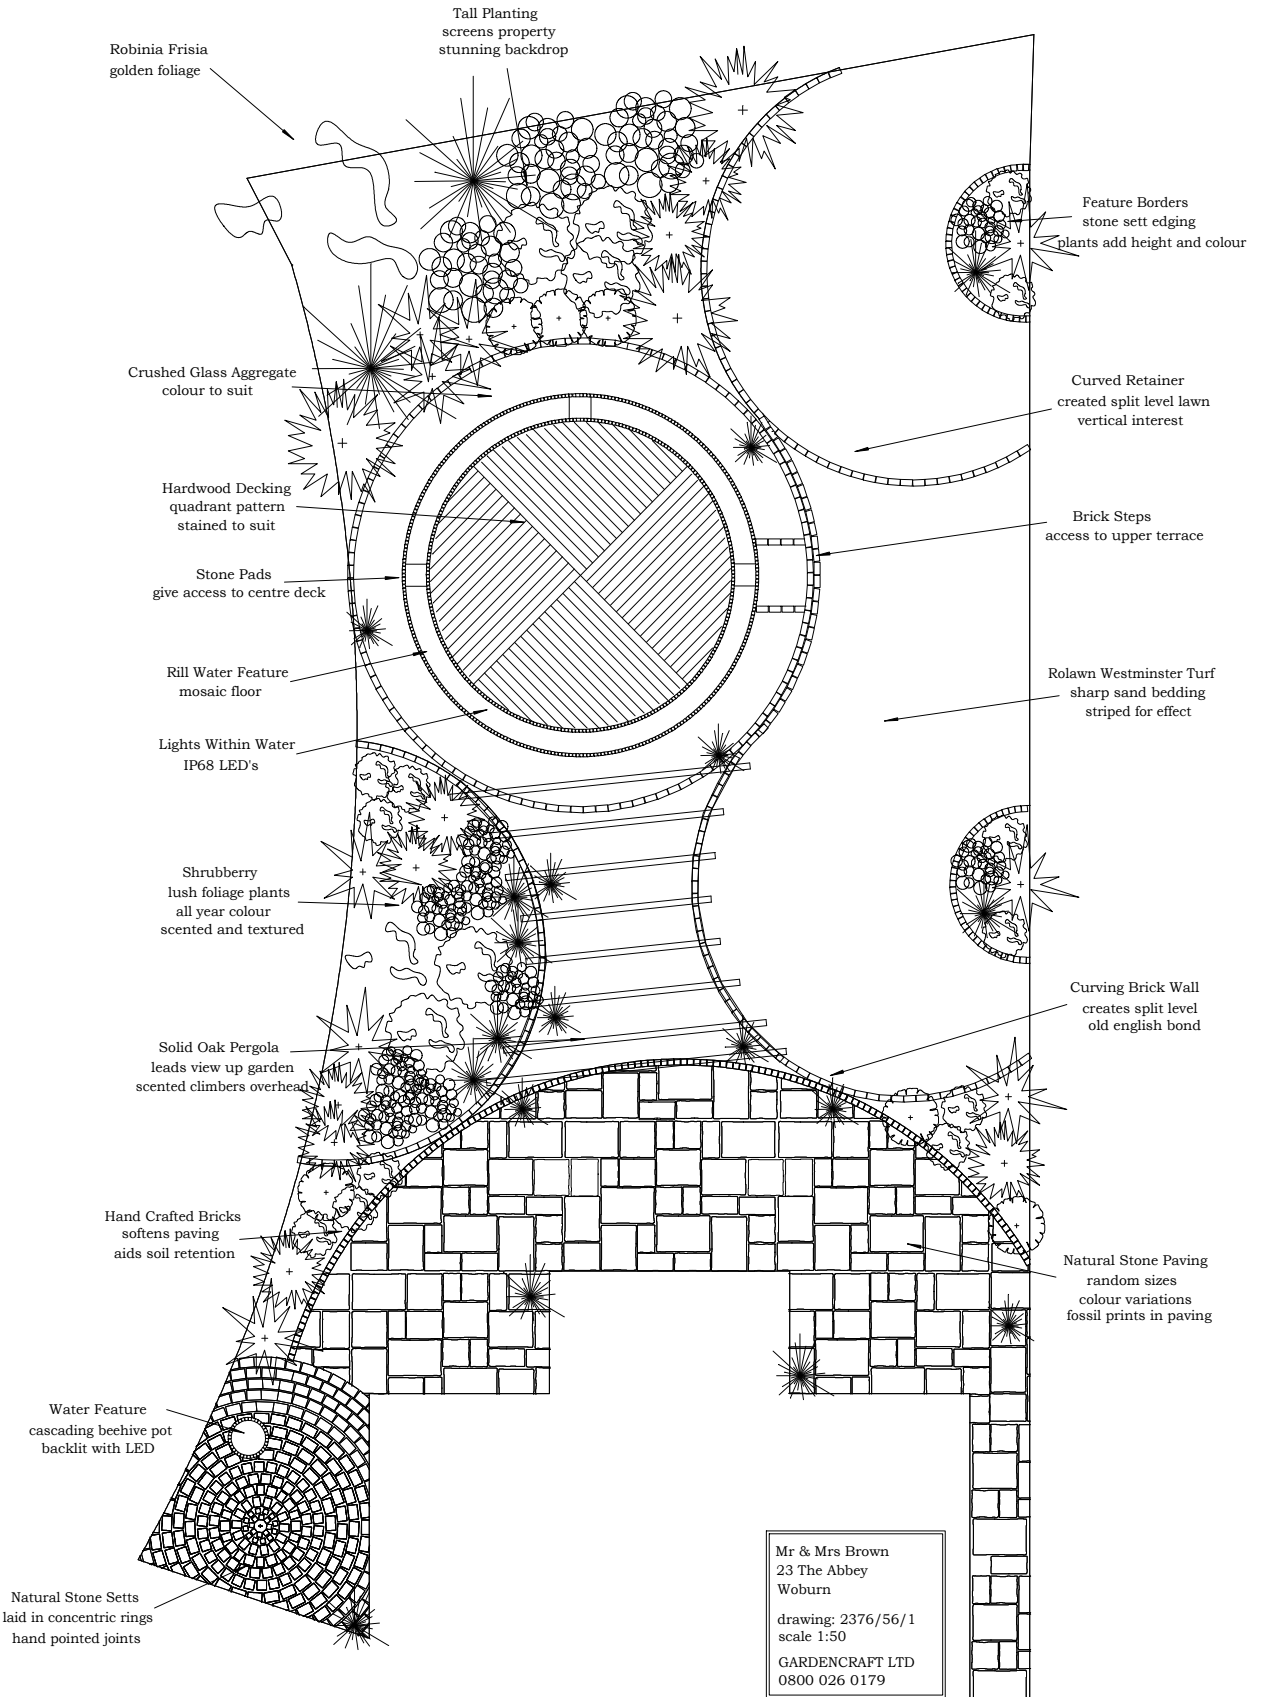 Tall Planting
screens property
stunning backdrop
Robinia Frisia
golden foliage
Feature Borders
stone sett edging
plants add height and colour
Crushed Glass Aggregate
colour to suit
Curved Retainer
created split level lawn
vertical interest
Hardwood Decking
quadrant pattern
stained to suit
Brick Steps
access to upper terrace
Stone Pads
give access to centre deck
Rill Water Feature
mosaic floor
Rolawn Westminster Turf
sharp sand bedding
striped for effect
Lights Within Water
IP68 LED's
Shrubberry
lush foliage plants
all year colour
scented and textured
Curving Brick Wall
creates split level
old english bond
Solid Oak Pergola
leads view up garden
scented climbers overhead
Hand Crafted Bricks
softens paving
aids soil retention
Natural Stone Paving
random sizes
colour variations
fossil prints in paving
Water Feature
cascading beehive pot
backlit with LED
Natural Stone Setts
laid in concentric rings
hand pointed joints
Mr & Mrs Brown
23 The Abbey
Woburn
drawing: 2376/56/1
scale 1:50
GARDENCRAFT LTD
0800 026 0179